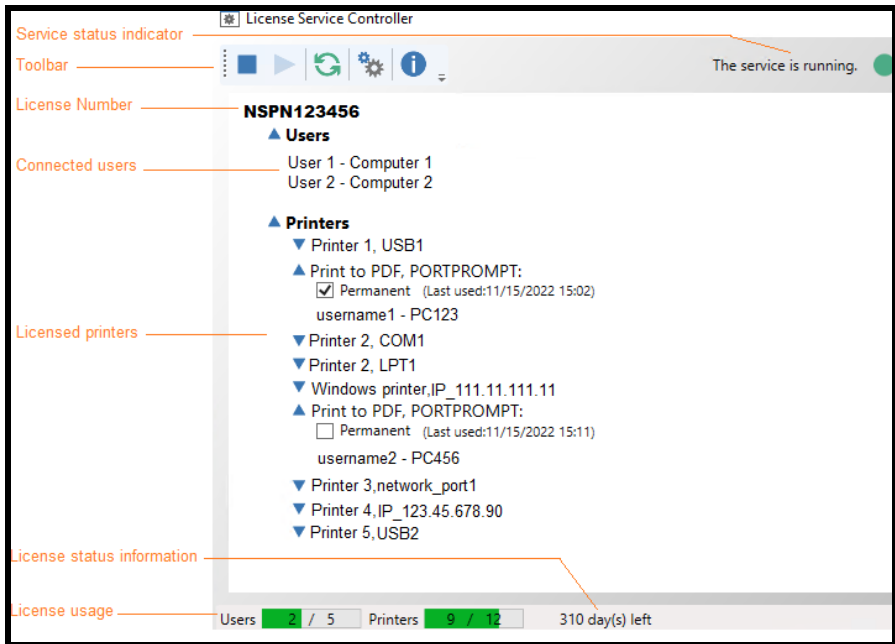 License Service Controller
Service status indicator
Toolbar
The service is running.
License Number
NSPN123456
Users
Connected users
User 1 - Computer 1
User 2 - Computer 2
Printers
Printer 1, USB1
Print to PDF, PORTPROMPT:
Permanent (Last used:11/15/2022 15:02)
username1 - PC123
Licensed printers
Printer 2, COM1
Printer 2, LPT1
Windows printer,IP_111.11.111.11
Print to PDF, PORTPROMPT:
Permanent (Last used:11/15/2022 15:11)
username2 - PC456
Printer 3,network_port1
Printer 4,IP_123.45.678.90
Printer 5,USB2
License status information
License usage
Users 2 / 5 Printers 9 / 12 310 day(s) left